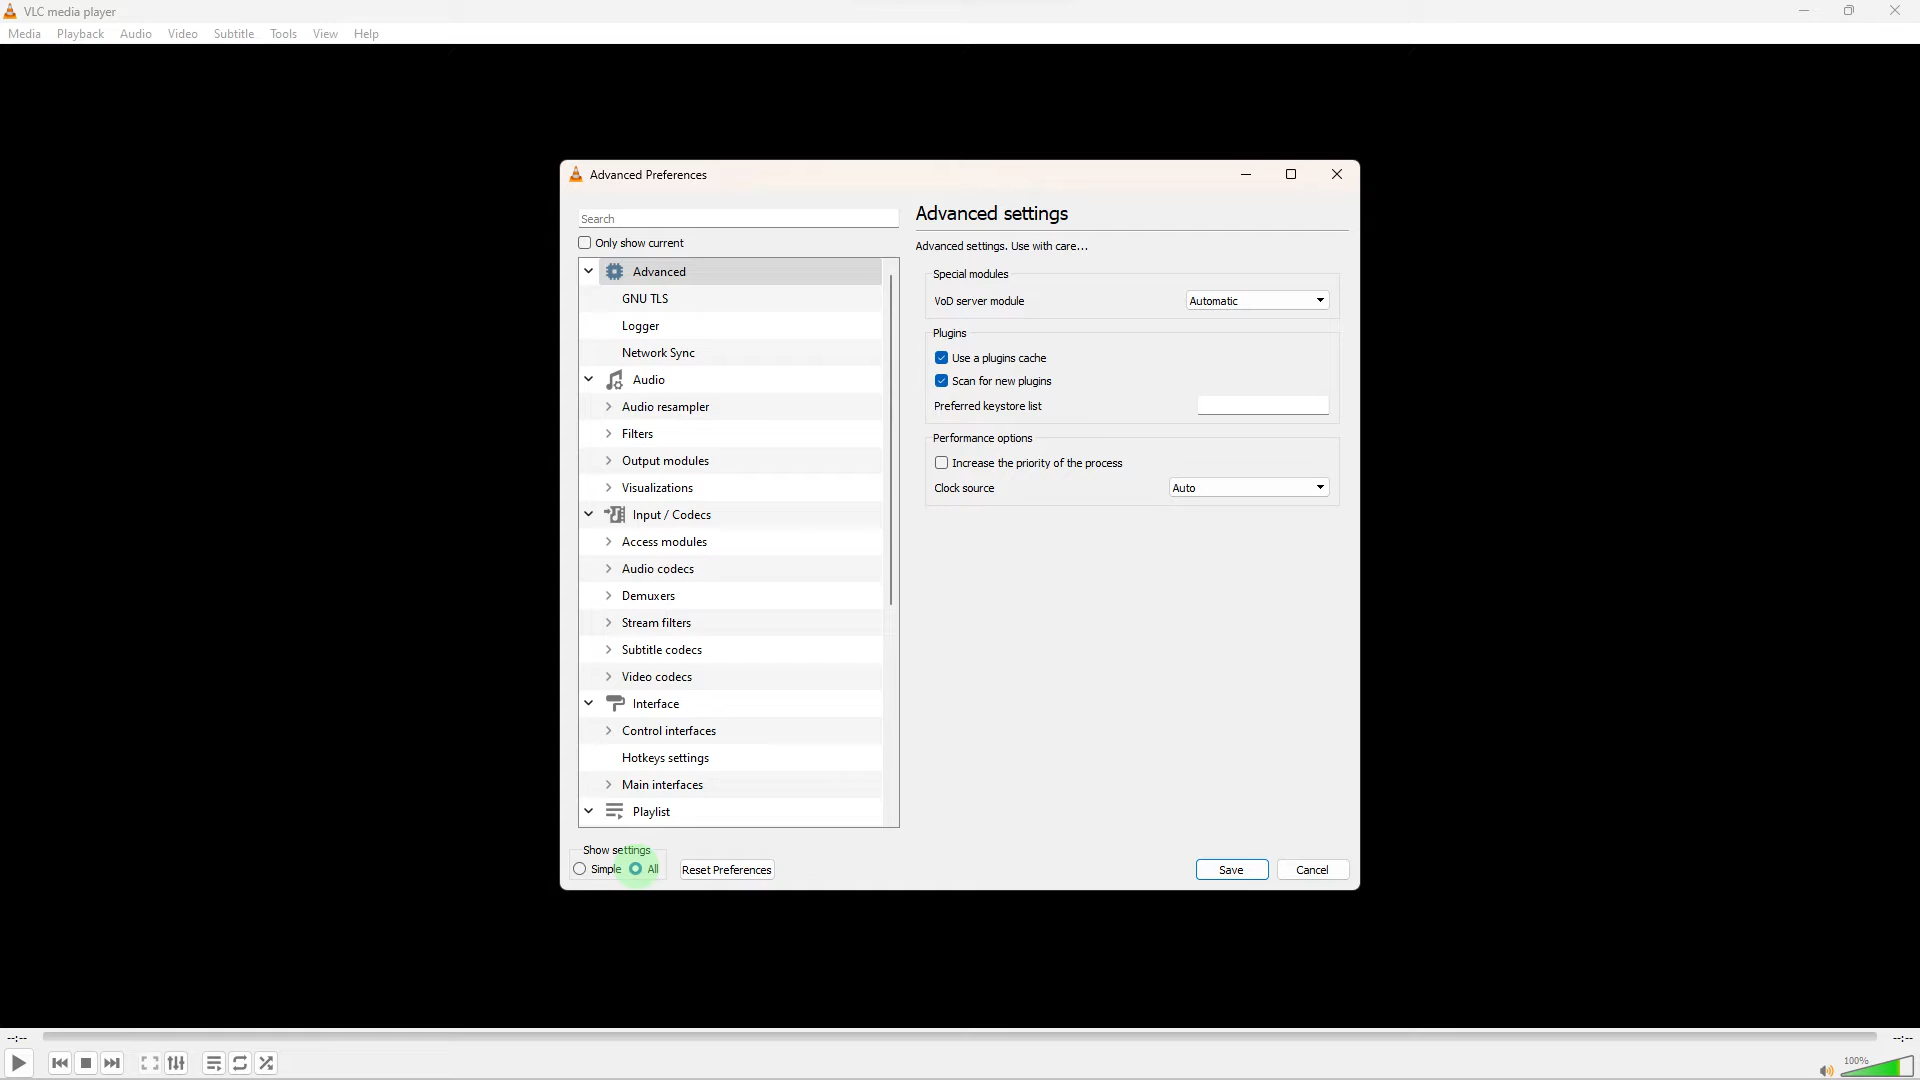 VLC media player
Media Playback Audio Video Subtitle Tools View Help
Advanced Preferences
Search
Only show current
Advanced
GNU TLS
Logger
Network Sync
Audio
Audio resampler
Filters
Output modules
Visualizations
Input / Codecs
Access modules
Audio codecs
Demuxers
Stream filters
Subtitle codecs
Video codecs
Interface
Control interfaces
Hotkeys settings
Main interfaces
Playlist
Advanced settings
Advanced settings. Use with care...
Special modules
VoD server module Automatic
Plugins
Use a plugins cache
Scan for new plugins
Preferred keystore list
Performance options
Increase the priority of the process
Clock source Auto
Show settings
Simple All Reset Preferences Save Cancel
--:-- --:--
100%